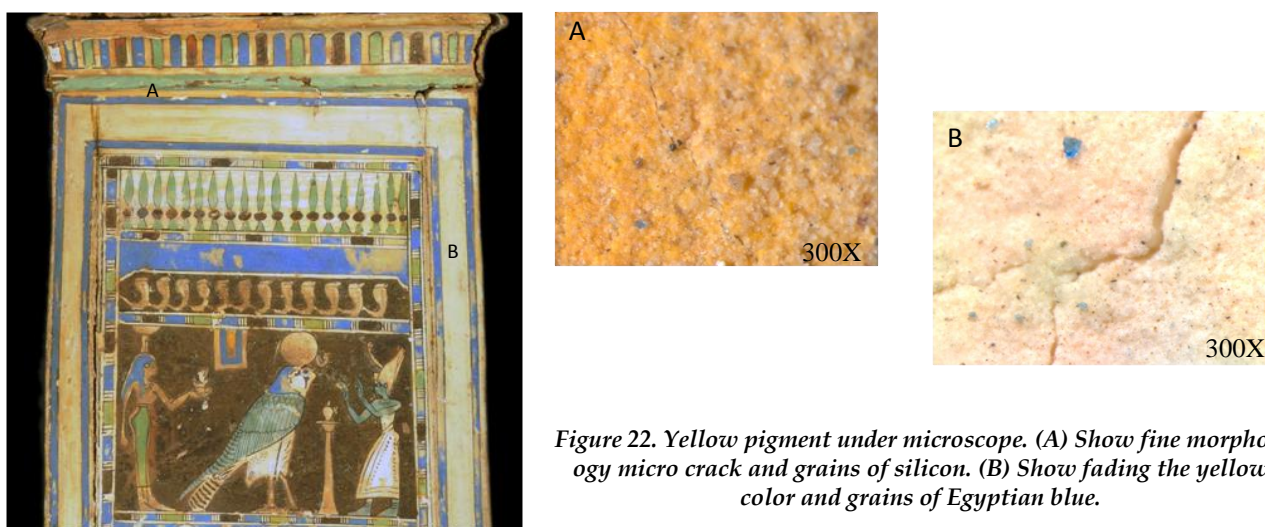 A
B
A
300X
B
300X
Figure 22. Yellow pigment under microscope. (A) Show fine morpho
ogy micro crack and grains of silicon. (B) Show fading the yellow
color and grains of Egyptian blue.